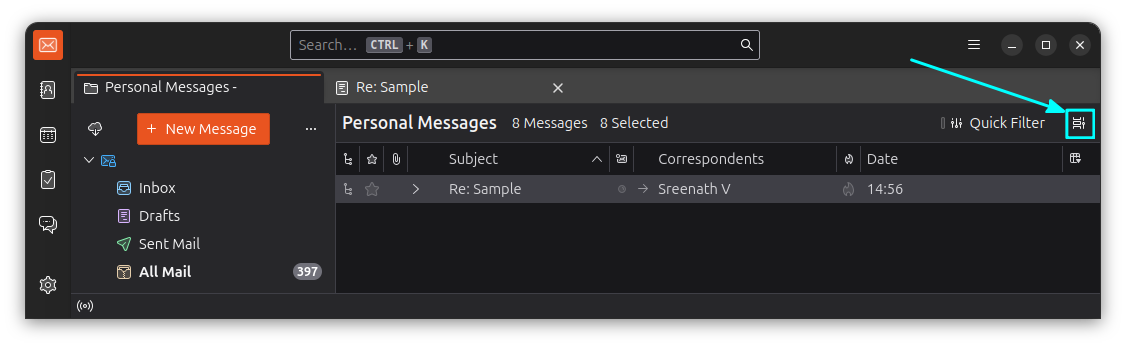 Search... CTRL + K
Personal Messages -
Re: Sample
+ New Message
Personal Messages 8 Messages 8 Selected
Quick Filter
Subject Correspondents Date
Re: Sample Sreenath V 14:56
Inbox
Drafts
Sent Mail
All Mail 397